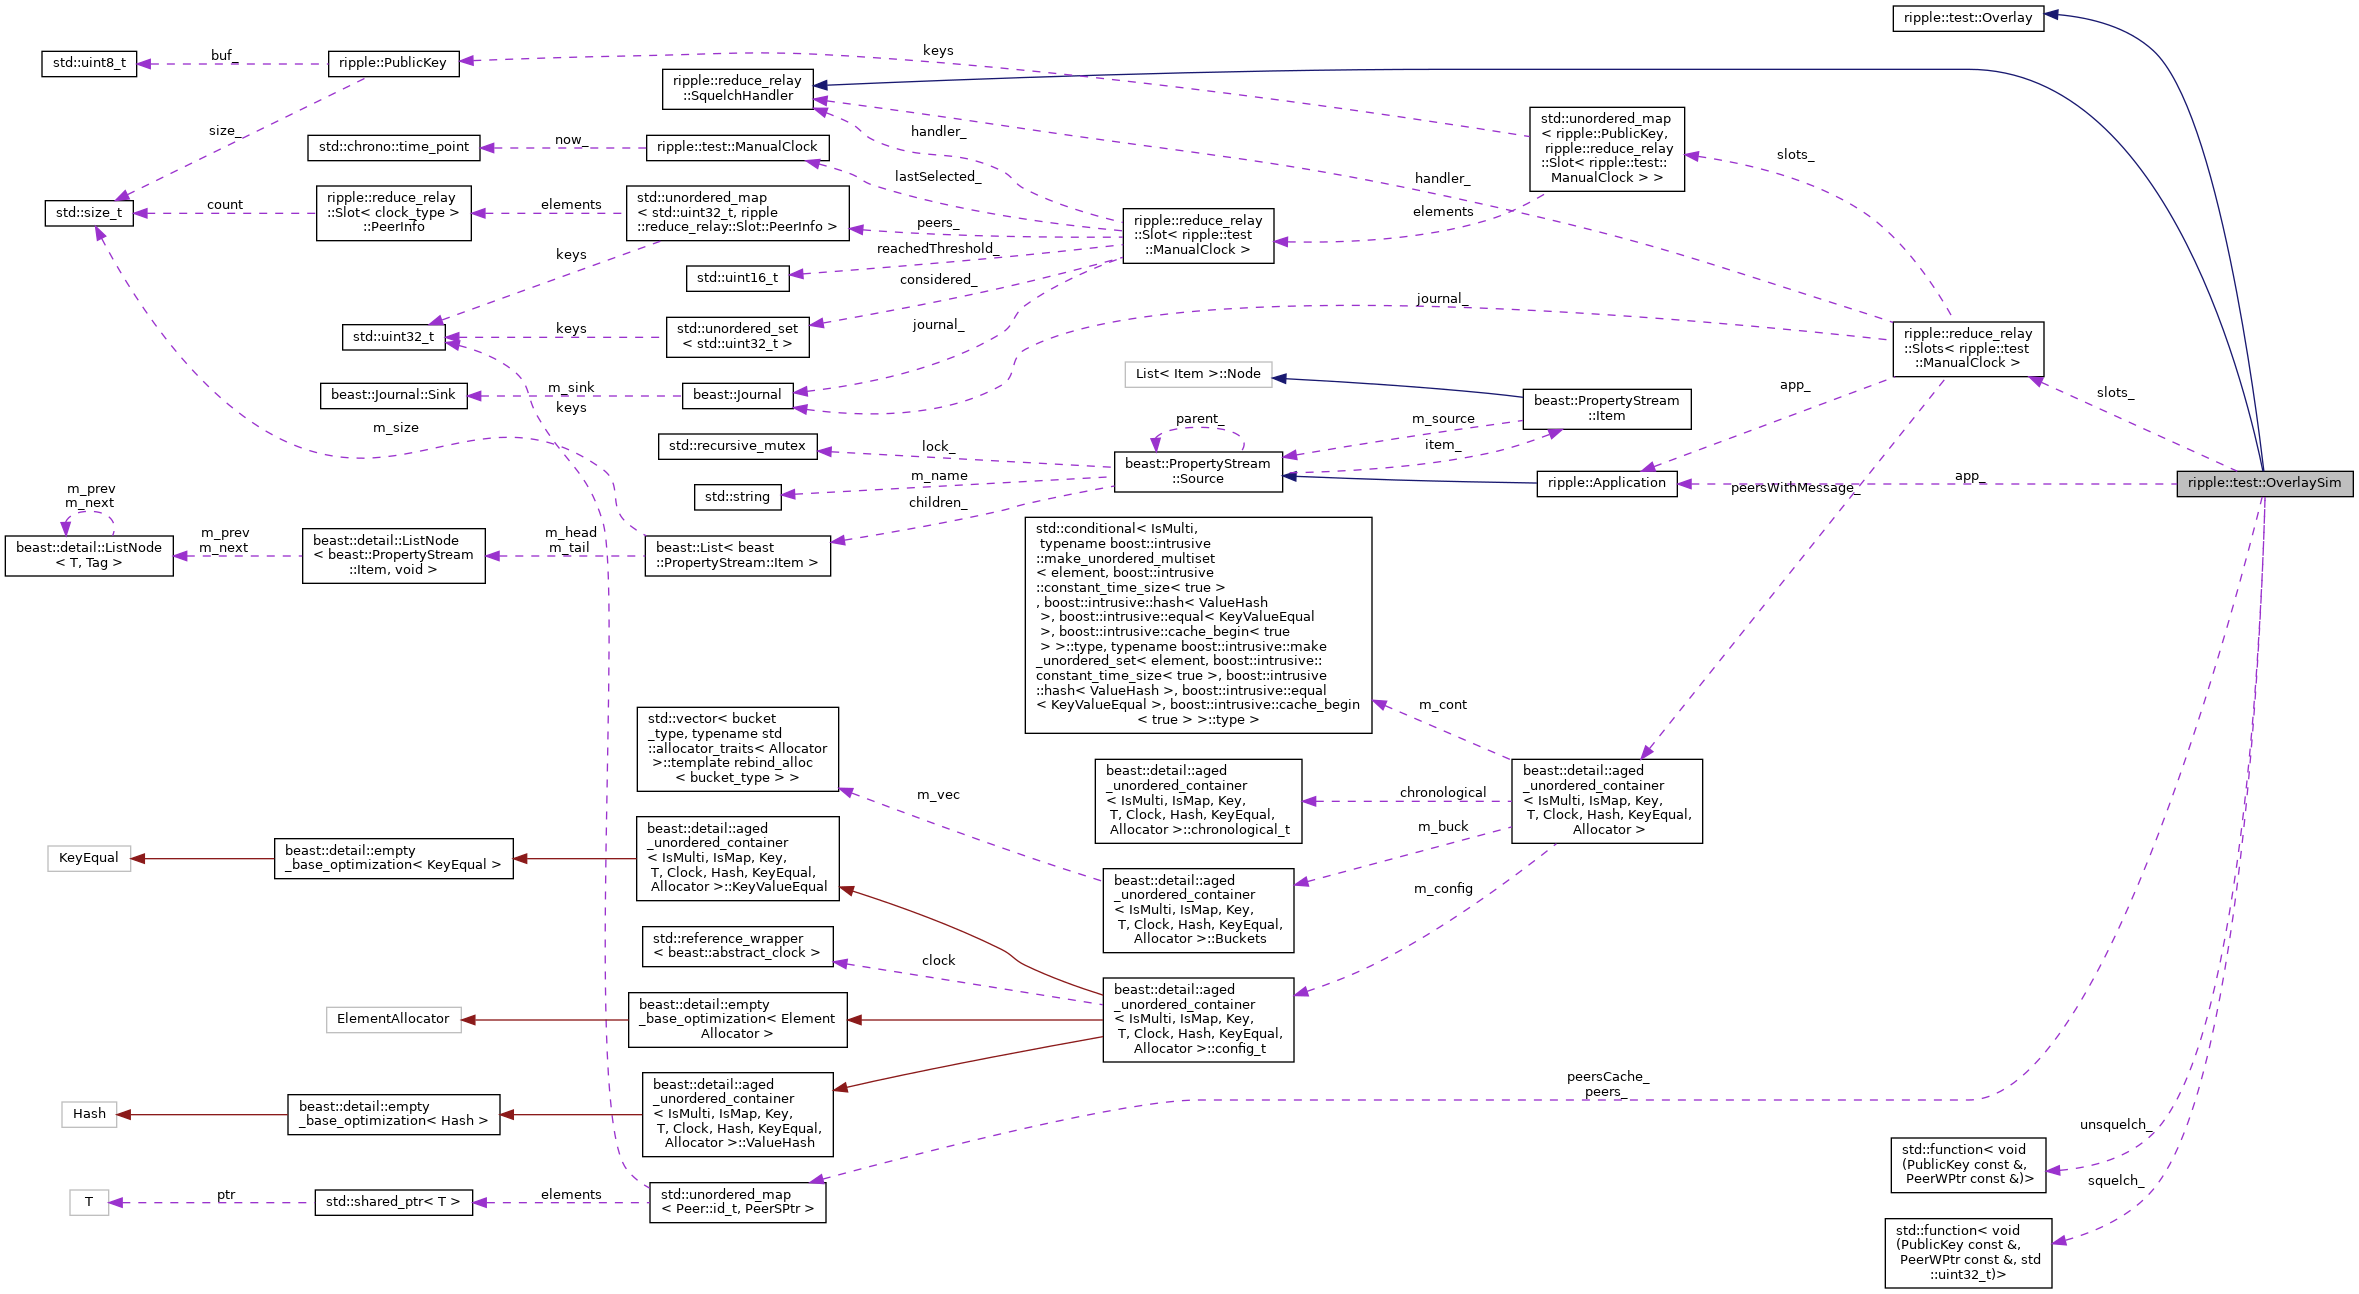 ripple::test::Overlay
keys
buf_
std::uint8_t
ripple::PublicKey
ripple::reduce_relay
::SquelchHandler
size_
handler_
std::unordered_map
< ripple::PublicKey,
ripple::reduce_relay
::Slot< ripple::test::
ManualClock > >
slots_
std::chrono::time_point
now_
ripple::test::ManualClock
lastSelected_
handler_
std::size_t
count
ripple::reduce_relay
::Slot< clock_type >
::PeerInfo
elements
std::unordered_map
< std::uint32_t, ripple
::reduce_relay::Slot::PeerInfo >
peers_
ripple::reduce_relay
::Slot< ripple::test
::ManualClock >
elements
keys
reachedThreshold_
std::uint16_t
considered_
journal_
journal_
std::uint32_t
keys
std::unordered_set
< std::uint32_t >
ripple::reduce_relay
::Slots< ripple::test
::ManualClock >
slots_
beast::Journal::Sink
m_sink
beast::Journal
keys
List< Item >::Node
app_
beast::PropertyStream
::Item
m_source
parent_
item_
m_size
std::recursive_mutex
lock_
beast::PropertyStream
::Source
m_name
std::string
children_
ripple::Application
app_
ripple::test::OverlaySim
peersWithMessage_
m_prev
m_next
beast::detail::ListNode
< T, Tag >
m_prev
m_next
beast::detail::ListNode
< beast::PropertyStream
::Item, void >
m_head
m_tail
beast::List< beast
::PropertyStream::Item >
std::conditional< IsMulti,
typename boost::intrusive
::make_unordered_multiset
< element, boost::intrusive
::constant_time_size< true >
, boost::intrusive::hash< ValueHash
>, boost::intrusive::equal< KeyValueEqual
>, boost::intrusive::cache_begin< true
> >::type, typename boost::intrusive::make
_unordered_set< element, boost::intrusive::
constant_time_size< true >, boost::intrusive
::hash< ValueHash >, boost::intrusive::equal
< KeyValueEqual >, boost::intrusive::cache_begin
< true > >::type >
m_cont
std::vector< bucket
_type, typename std
::allocator_traits< Allocator
>::template rebind_alloc
< bucket_type > >
m_vec
beast::detail::aged
_unordered_container
< IsMulti, IsMap, Key,
T, Clock, Hash, KeyEqual,
Allocator >::chronological_t
chronological
beast::detail::aged
_unordered_container
< IsMulti, IsMap, Key,
T, Clock, Hash, KeyEqual,
Allocator >
m_buck
m_config
KeyEqual
beast::detail::empty
_base_optimization< KeyEqual >
beast::detail::aged
_unordered_container
< IsMulti, IsMap, Key,
T, Clock, Hash, KeyEqual,
Allocator >::KeyValueEqual
beast::detail::aged
_unordered_container
< IsMulti, IsMap, Key,
T, Clock, Hash, KeyEqual,
Allocator >::Buckets
std::reference_wrapper
< beast::abstract_clock >
clock
beast::detail::aged
_unordered_container
< IsMulti, IsMap, Key,
T, Clock, Hash, KeyEqual,
Allocator >::config_t
ElementAllocator
beast::detail::empty
_base_optimization< Element
Allocator >
Hash
beast::detail::empty
_base_optimization< Hash >
beast::detail::aged
_unordered_container
< IsMulti, IsMap, Key,
T, Clock, Hash, KeyEqual,
Allocator >::ValueHash
peersCache_
peers_
T
ptr
std::shared_ptr< T >
elements
std::unordered_map
< Peer::id_t, PeerSPtr >
unsquelch_
std::function< void
(PublicKey const &,
PeerWPtr const &)>
squelch_
std::function< void
(PublicKey const &,
PeerWPtr const &, std
::uint32_t)>